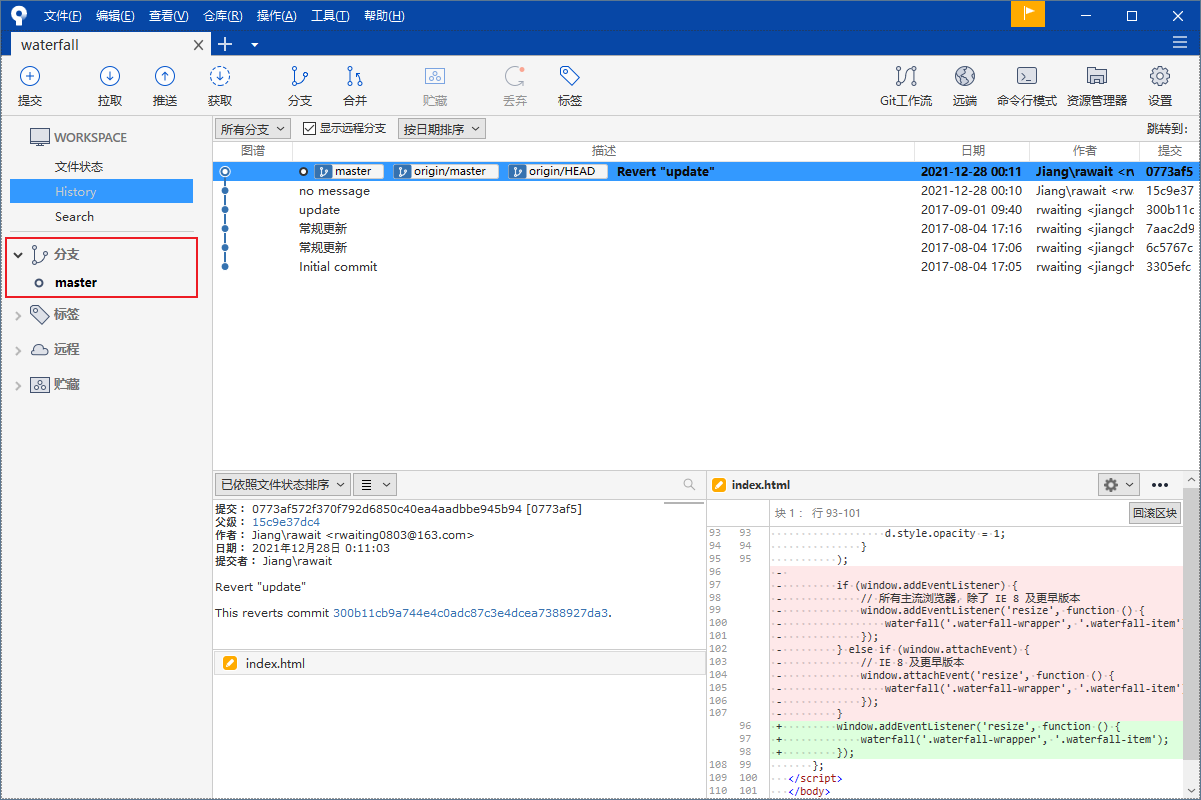 文件(F) 编辑(E) 查看(V) 仓库(R) 操作(A) 工具(T) 帮助(H)
waterfall
提交 拉取 推送 获取 分支 合并 贮藏 丢弃 标签 Git工作流 远端 命令行模式 资源管理器 设置
WORKSPACE
文件状态
History
Search
分支
master
标签
远程
贮藏
所有分支 显示远程分支 按日期排序 跳转到:
图谱 描述 日期 作者 提交
master origin/master origin/HEAD Revert "update" 2021-12-28 00:11 Jiang\rawait <rv 0773af5
no message 2021-12-28 00:10 Jiang\rawait <rw 15c9e37
update 2017-09-01 09:40 rwaiting <jiangch 300b11c
常规更新 2017-08-04 17:16 rwaiting <jiangch 7aac2d9
常规更新 2017-08-04 17:06 rwaiting <jiangch 6c5767c
Initial commit 2017-08-04 17:05 rwaiting <jiangch 3305efc
已依照文件状态排序
提交： 0773af572f370f792d6850c40ea4aadbbe945b94 [0773af5]
父级： 15c9e37dc4
作者： Jiang\rawait <rwaiting0803@163.com>
日期： 2021年12月28日 0:11:03
提交者： Jiang\rawait
Revert "update"
This reverts commit 300b11cb9a744e4c0adc87c3e4dcea7388927da3.
index.html
index.html
块 1： 行 93-101 回滚区块
93 93 d.style.opacity = 1;
94 94 }
95 95 );
96 -
97 - if (window.addEventListener) {
98 - // 所有主流浏览器，除了 IE 8 及更早版本
99 - window.addEventListener('resize', function () {
100 - waterfall('.waterfall-wrapper', '.waterfall-item'
101 - });
102 - } else if (window.attachEvent) {
103 - // IE 8 及更早版本
104 - window.attachEvent('resize', function () {
105 - waterfall('.waterfall-wrapper', '.waterfall-item'
106 - });
107 - }
96 + window.addEventListener('resize', function () {
97 + waterfall('.waterfall-wrapper', '.waterfall-item');
98 + });
108 99 };
109 100 </script>
110 101 </body>